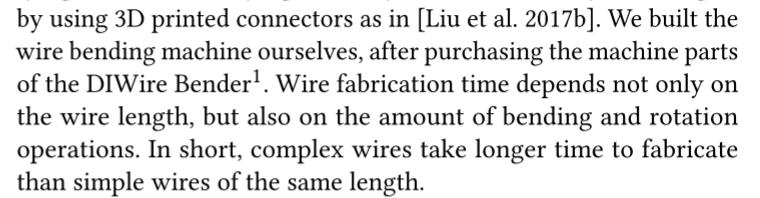 by using 3D printed connectors as in [Liu et al. 2017b]. We built the
wire bending machine ourselves, after purchasing the machine parts
of the DIWire Bender¹. Wire fabrication time depends not only on
the wire length, but also on the amount of bending and rotation
operations. In short, complex wires take longer time to fabricate
than simple wires of the same length.